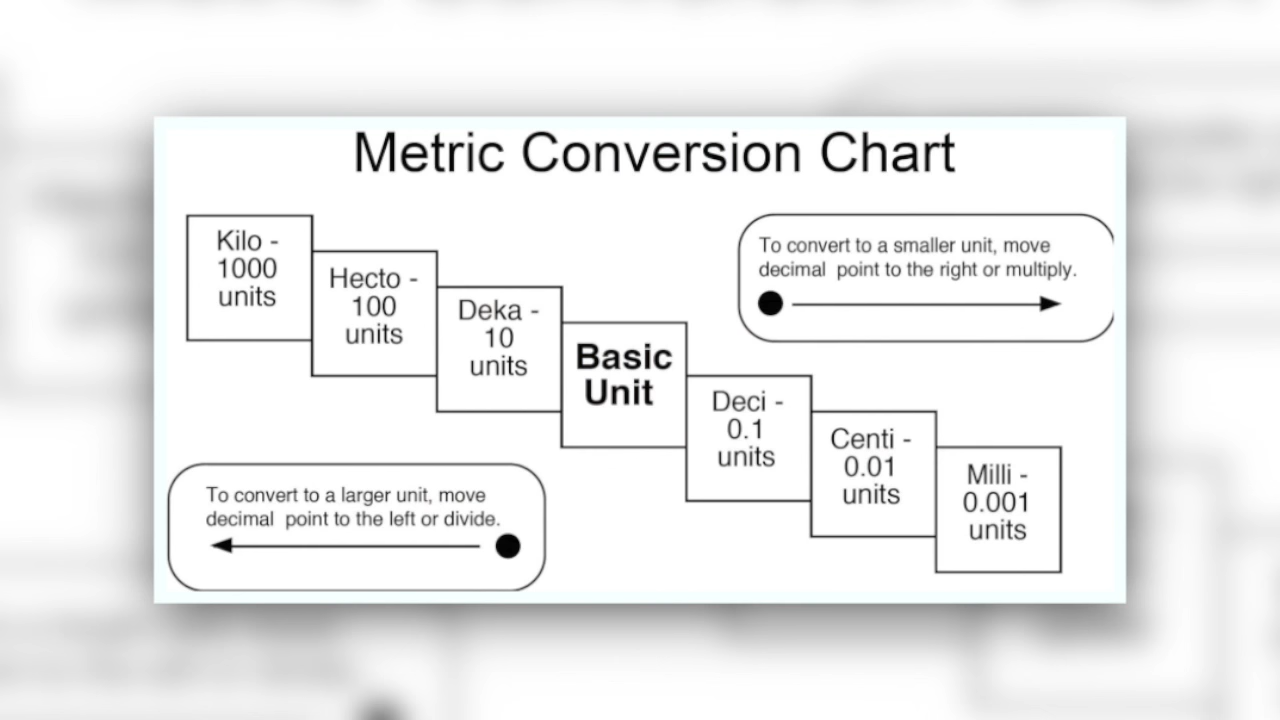 Metric Conversion Chart
Kilo -
1000
units
Hecto -
100
units
Deka -
10
units
Basic
Unit
Deci -
0.1
units
Centi -
0.01
units
Milli -
0.001
units
To convert to a smaller unit, move
decimal point to the right or multiply.
To convert to a larger unit, move
decimal point to the left or divide.